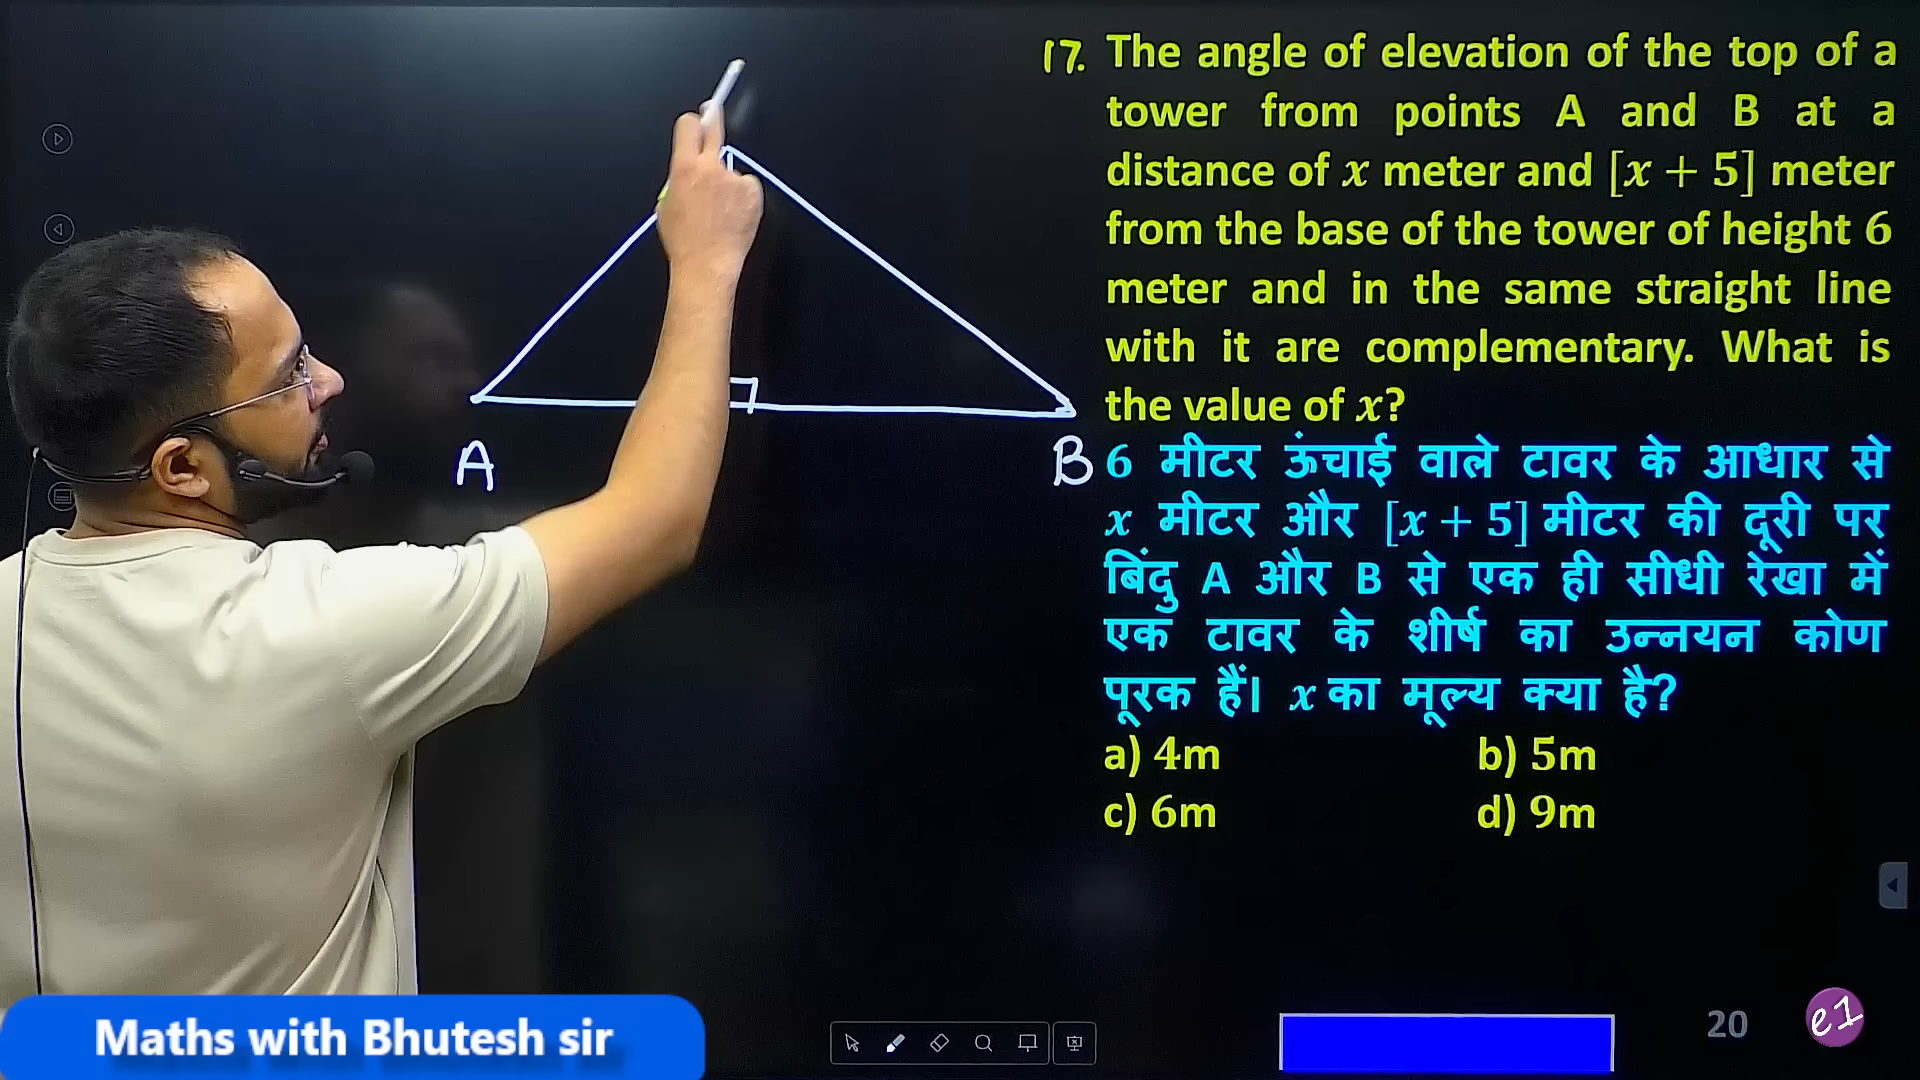 17. The angle of elevation of the top of a
tower from points A and B at a
distance of x meter and [x + 5] meter
from the base of the tower of height 6
meter and in the same straight line
with it are complementary. What is
the value of x?
6 मीटर ऊंचाई वाले टावर के आधार से
x मीटर और [x + 5] मीटर की दूरी पर
बिंदु A और B से एक ही सीधी रेखा में
एक टावर के शीर्ष का उन्नयन कोण
पूरक हैं। x का मूल्य क्या है?
a) 4m b) 5m
c) 6m d) 9m
A B
Maths with Bhutesh sir
20
e1